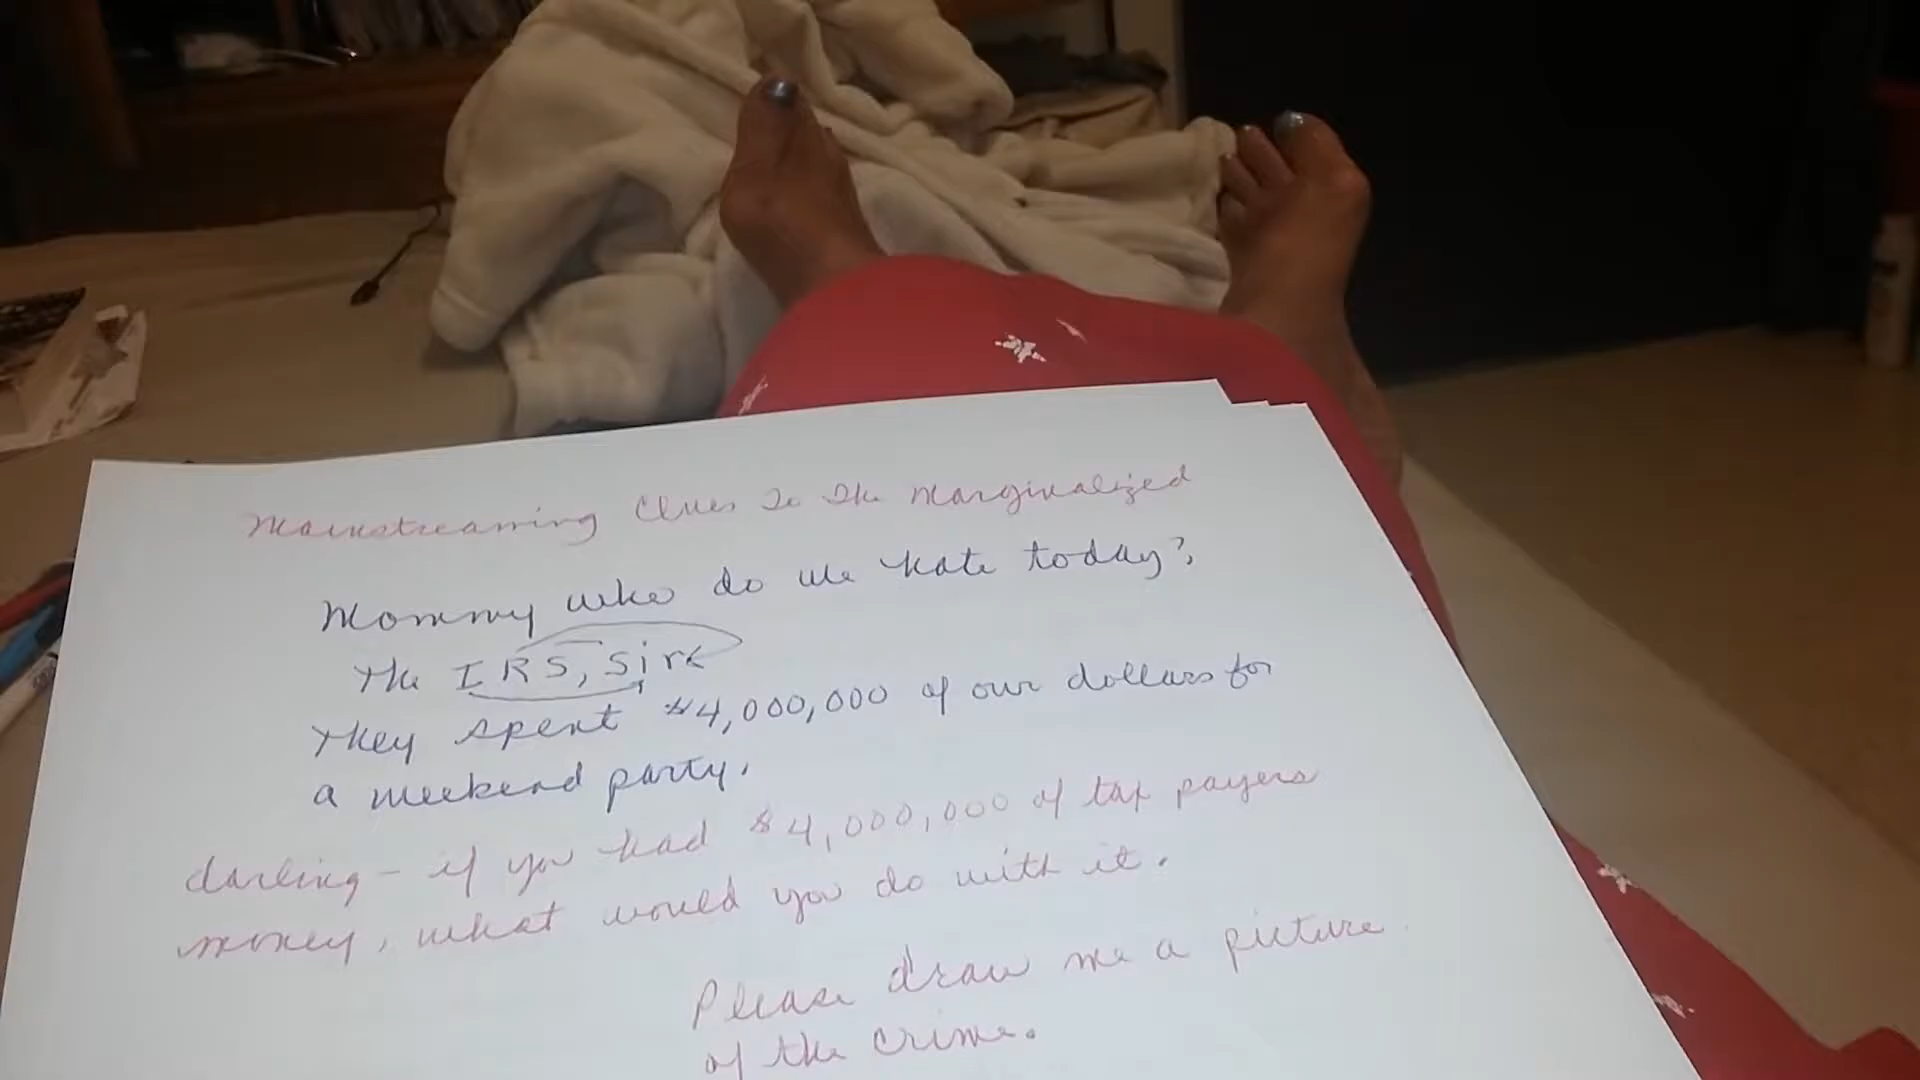 Mainstreaming Clues To The Marginalized
Mommy who do we hate today?
The IRS, Sir
They spent $4,000,000 of our dollars for
a weekend party.
darling - if you had $4,000,000 of tax payers
money, what would you do with it.
Please draw me a picture
of the crime.